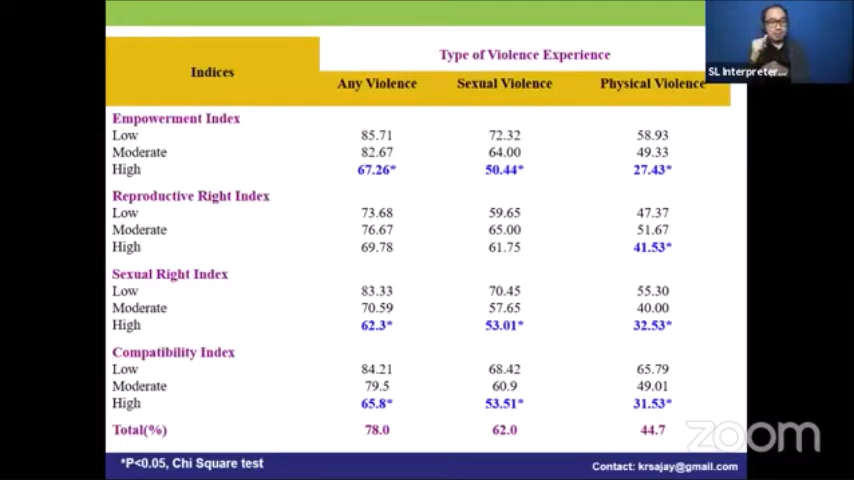 Type of Violence Experience
Indices
Any Violence Sexual Violence Physical Violence
Empowerment Index
Low 85.71 72.32 58.93
Moderate 82.67 64.00 49.33
High 67.26* 50.44* 27.43*
Reproductive Right Index
Low 73.68 59.65 47.37
Moderate 76.67 65.00 51.67
High 69.78 61.75 41.53*
Sexual Right Index
Low 83.33 70.45 55.30
Moderate 70.59 57.65 40.00
High 62.3* 53.01* 32.53*
Compatibility Index
Low 84.21 68.42 65.79
Moderate 79.5 60.9 49.01
High 65.8* 53.51* 31.53*
Total(%) 78.0 62.0 44.7
*P<0.05, Chi Square test
Contact: krsajay@gmail.com
SL Interpreter...
zoom